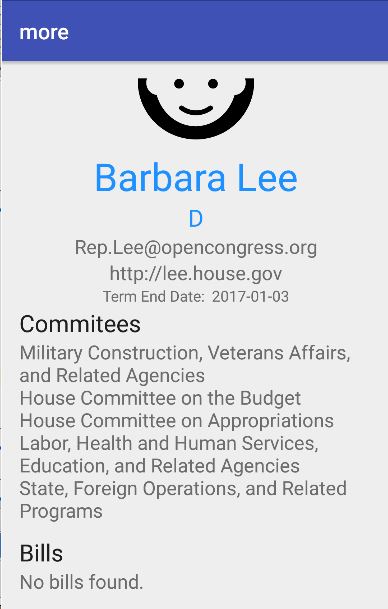 more
Barbara Lee
D
Rep.Lee@opencongress.org
http://lee.house.gov
Term End Date:  2017-01-03
Commitees
Military Construction, Veterans Affairs,
and Related Agencies
House Committee on the Budget
House Committee on Appropriations
Labor, Health and Human Services,
Education, and Related Agencies
State, Foreign Operations, and Related
Programs
Bills
No bills found.